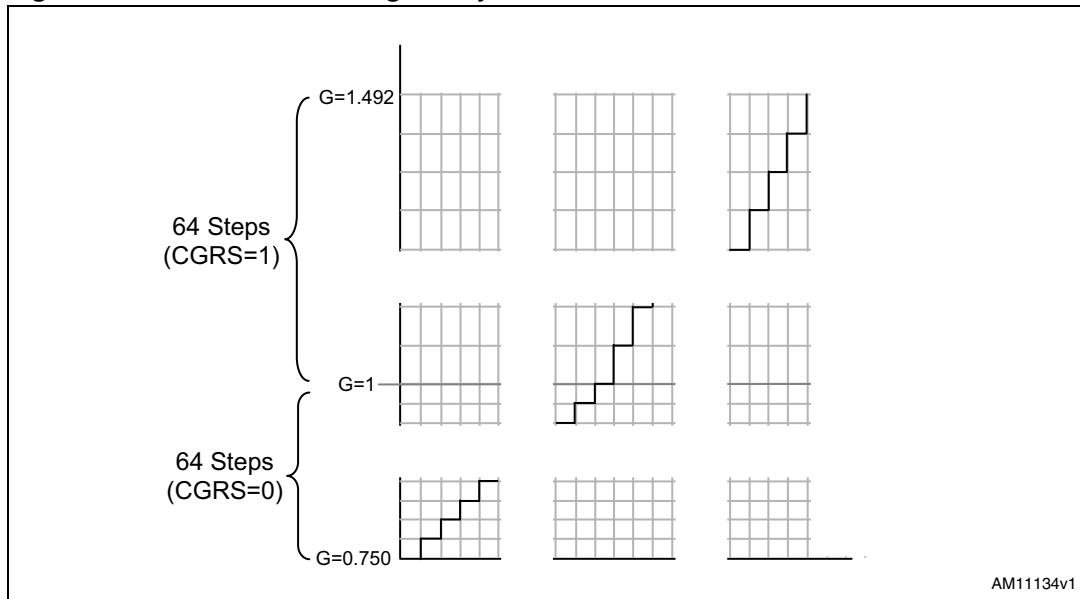 G=1.492
64 Steps
(CGRS=1)
G=1
64 Steps
(CGRS=0)
G=0.750
AM11134v1